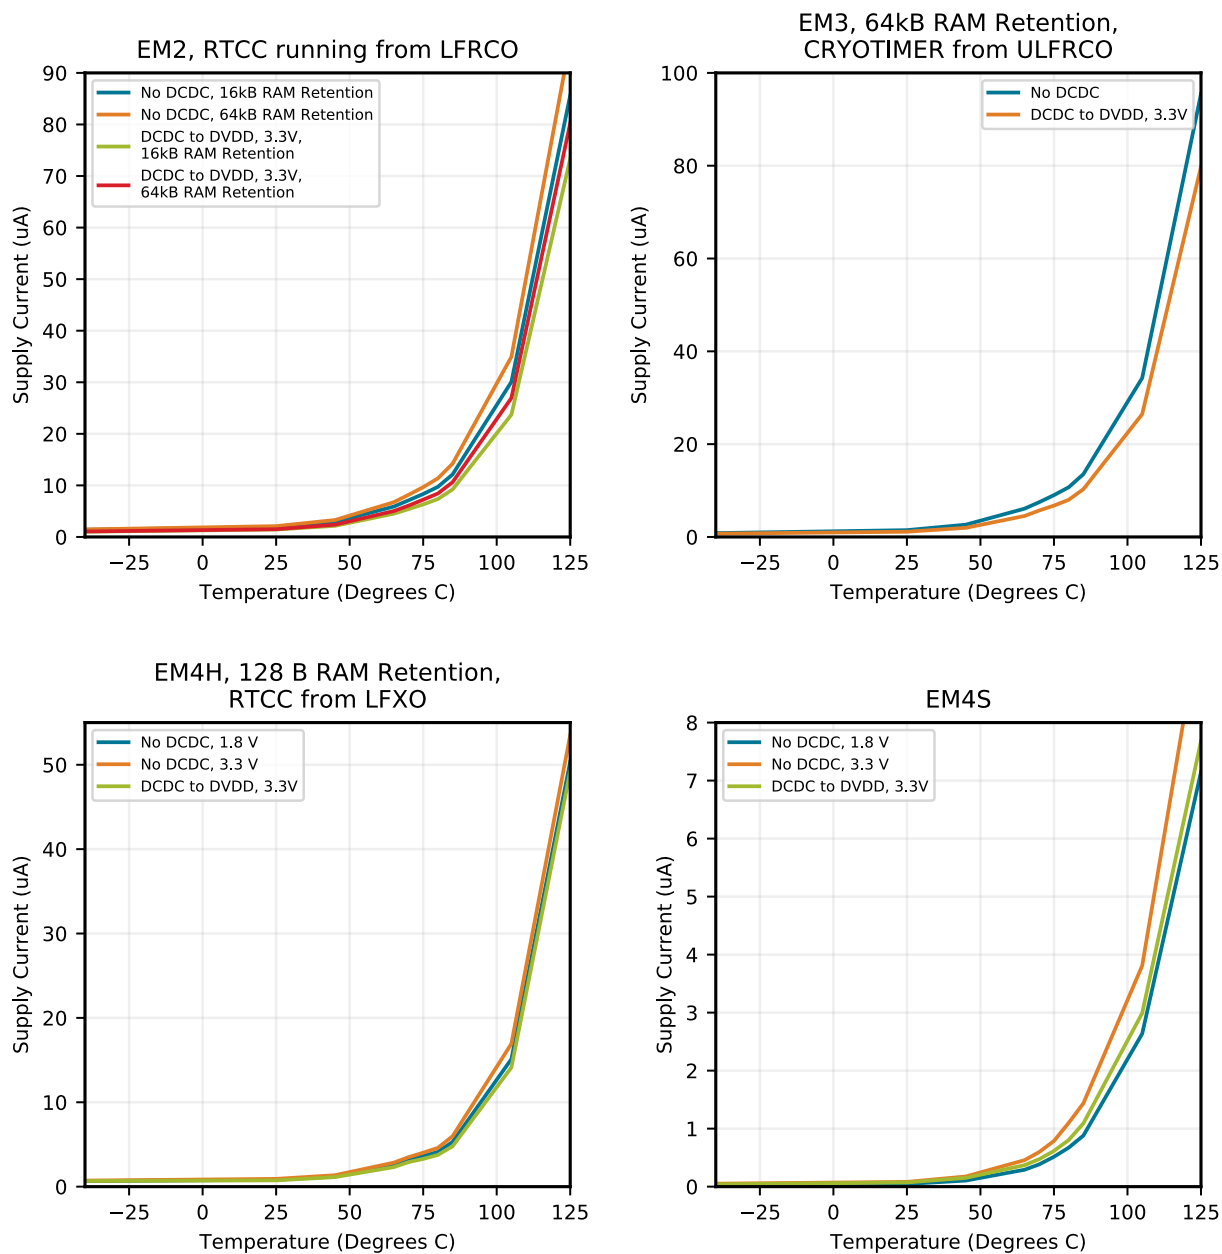 EM2, RTCC running from LFRCO
90
80
70
60
50
40
30
20
10
0
Supply Current (uA)
No DCDC, 16kB RAM Retention
No DCDC, 64kB RAM Retention
DCDC to DVDD, 3.3V,
16kB RAM Retention
DCDC to DVDD, 3.3V,
64kB RAM Retention
−25 0 25 50 75 100 125
Temperature (Degrees C)
EM3, 64kB RAM Retention,
CRYOTIMER from ULFRCO
100
80
60
40
20
0
Supply Current (uA)
No DCDC
DCDC to DVDD, 3.3V
−25 0 25 50 75 100 125
Temperature (Degrees C)
EM4H, 128 B RAM Retention,
RTCC from LFXO
50
40
30
20
10
0
Supply Current (uA)
No DCDC, 1.8 V
No DCDC, 3.3 V
DCDC to DVDD, 3.3V
−25 0 25 50 75 100 125
Temperature (Degrees C)
EM4S
8
7
6
5
4
3
2
1
0
Supply Current (uA)
No DCDC, 1.8 V
No DCDC, 3.3 V
DCDC to DVDD, 3.3V
−25 0 25 50 75 100 125
Temperature (Degrees C)